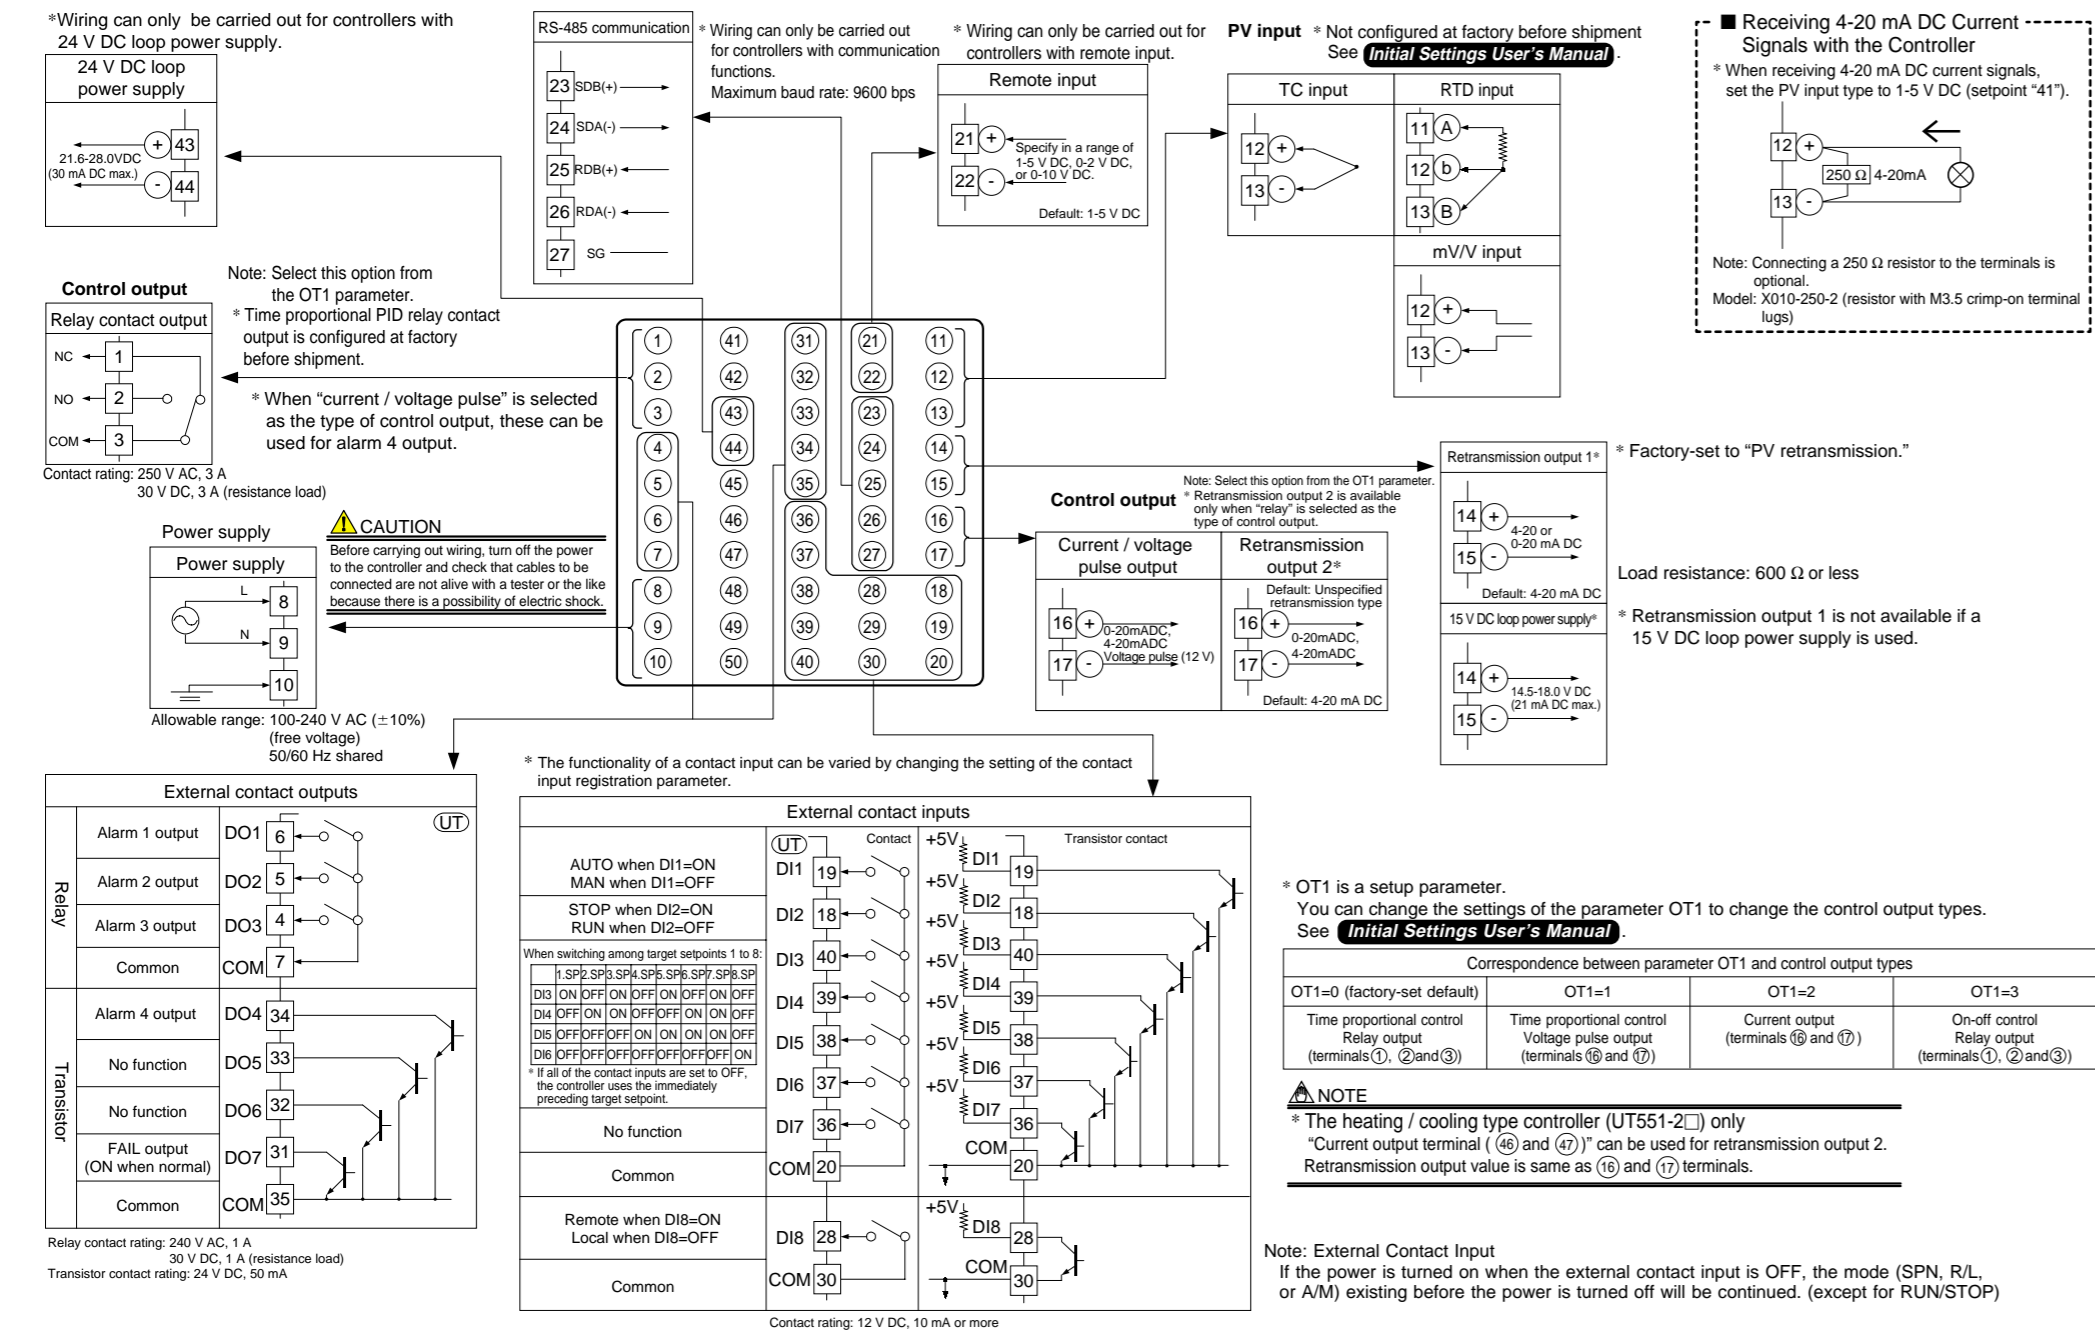 *Wiring can only be carried out for controllers with
24 V DC loop power supply.
24 V DC loop
power supply
+ 43
21.6-28.0VDC
(30 mA DC max.)
- 44
RS-485 communication
23 SDB(+)
24 SDA(-)
25 RDB(+)
26 RDA(-)
27 SG
* Wiring can only be carried out
for controllers with communication
functions.
Maximum baud rate: 9600 bps
* Wiring can only be carried out for
controllers with remote input.
Remote input
21 +
Specify in a range of
1-5 V DC, 0-2 V DC,
or 0-10 V DC.
22 -
Default: 1-5 V DC
PV input * Not configured at factory before shipment
See Initial Settings User's Manual.
TC input
12 +
13 -
RTD input
11 A
12 b
13 B
mV/V input
12 +
13 -
■ Receiving 4-20 mA DC Current
Signals with the Controller
* When receiving 4-20 mA DC current signals,
set the PV input type to 1-5 V DC (setpoint “41”).
12 +
250 Ω 4-20mA
13 -
Note: Connecting a 250 Ω resistor to the terminals is
optional.
Model: X010-250-2 (resistor with M3.5 crimp-on terminal
lugs)
Control output
Relay contact output
NC 1
NO 2
COM 3
Contact rating: 250 V AC, 3 A
30 V DC, 3 A (resistance load)
Note: Select this option from
the OT1 parameter.
* Time proportional PID relay contact
output is configured at factory
before shipment.
* When “current / voltage pulse” is selected
as the type of control output, these can be
used for alarm 4 output.
1 41 31 21 11
2 42 32 22 12
3 43 33 23 13
4 44 34 24 14
5 45 35 25 15
6 46 36 26 16
7 47 37 27 17
8 48 38 28 18
9 49 39 29 19
10 50 40 30 20
Power supply
Power supply
L 8
N 9
10
Allowable range: 100-240 V AC (±10%)
(free voltage)
50/60 Hz shared
CAUTION
Before carrying out wiring, turn off the power
to the controller and check that cables to be
connected are not alive with a tester or the like
because there is a possibility of electric shock.
Control output
Note: Select this option from the OT1 parameter.
* Retransmission output 2 is available
only when “relay” is selected as the
type of control output.
Current / voltage
pulse output
16 +
0-20mADC,
4-20mADC
Voltage pulse (12 V)
17 -
Retransmission
output 2*
Default: Unspecified
retransmission type
16 +
0-20mADC,
4-20mADC
17 -
Default: 4-20 mA DC
Retransmission output 1*
14 +
4-20 or
0-20 mA DC
15 -
Default: 4-20 mA DC
15 V DC loop power supply*
14 +
14.5-18.0 V DC
(21 mA DC max.)
15 -
* Factory-set to “PV retransmission.”
Load resistance: 600 Ω or less
* Retransmission output 1 is not available if a
15 V DC loop power supply is used.
External contact outputs
UT
Relay
Alarm 1 output DO1 6
Alarm 2 output DO2 5
Alarm 3 output DO3 4
Common COM 7
Transistor
Alarm 4 output DO4 34
No function DO5 33
No function DO6 32
FAIL output
(ON when normal) DO7 31
Common COM 35
Relay contact rating: 240 V AC, 1 A
30 V DC, 1 A (resistance load)
Transistor contact rating: 24 V DC, 50 mA
* The functionality of a contact input can be varied by changing the setting of the contact
input registration parameter.
External contact inputs
AUTO when DI1=ON
MAN when DI1=OFF
STOP when DI2=ON
RUN when DI2=OFF
When switching among target setpoints 1 to 8:
1.SP 2.SP 3.SP 4.SP 5.SP 6.SP 7.SP 8.SP
DI3 ON OFF ON OFF ON OFF ON OFF
DI4 OFF ON ON OFF OFF ON ON OFF
DI5 OFF OFF OFF ON ON ON ON OFF
DI6 OFF OFF OFF OFF OFF OFF OFF ON
* If all of the contact inputs are set to OFF,
the controller uses the immediately
preceding target setpoint.
No function
Common
Remote when DI8=ON
Local when DI8=OFF
Common
UT Contact
DI1 19
DI2 18
DI3 40
DI4 39
DI5 38
DI6 37
DI7 36
COM 20
DI8 28
COM 30
Transistor contact
+5V DI1 19
+5V DI2 18
+5V DI3 40
+5V DI4 39
+5V DI5 38
+5V DI6 37
+5V DI7 36
COM 20
+5V DI8 28
COM 30
Contact rating: 12 V DC, 10 mA or more
* OT1 is a setup parameter.
You can change the settings of the parameter OT1 to change the control output types.
See Initial Settings User's Manual.
Correspondence between parameter OT1 and control output types
OT1=0 (factory-set default) OT1=1 OT1=2 OT1=3
Time proportional control
Relay output
(terminals ①, ② and ③)
Time proportional control
Voltage pulse output
(terminals ⑯ and ⑰)
Current output
(terminals ⑯ and ⑰)
On-off control
Relay output
(terminals ①, ② and ③)
NOTE
* The heating / cooling type controller (UT551-2□) only
“Current output terminal ( ㊻ and ㊼ )” can be used for retransmission output 2.
Retransmission output value is same as ⑯ and ⑰ terminals.
Note: External Contact Input
If the power is turned on when the external contact input is OFF, the mode (SPN, R/L,
or A/M) existing before the power is turned off will be continued. (except for RUN/STOP)